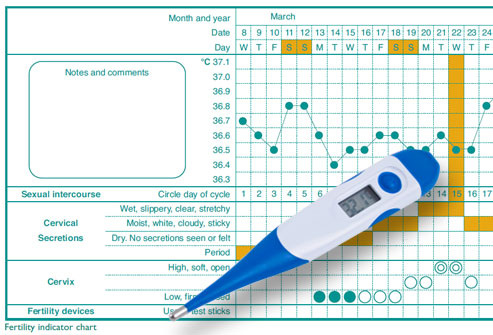 Month and year March
Date 8 9 10 11 12 13 14 15 16 17 18 19 20 21 22 23 24
Day W T F S S M T W T F S S M T W T F
Notes and comments
°C 37.1
37.0
36.9
36.8
36.7
36.6
36.5
36.4
36.3
Sexual intercourse Circle day of cycle 1 2 3 4 5 6 13 14 15 16 17
Wet, slippery, clear, stretchy
Cervical Secretions
Moist, white, cloudy, sticky
Dry. No secretions seen or felt
Period
Cervix
High, soft, open
Low,
Fertility devices test sticks
Fertility indicator chart